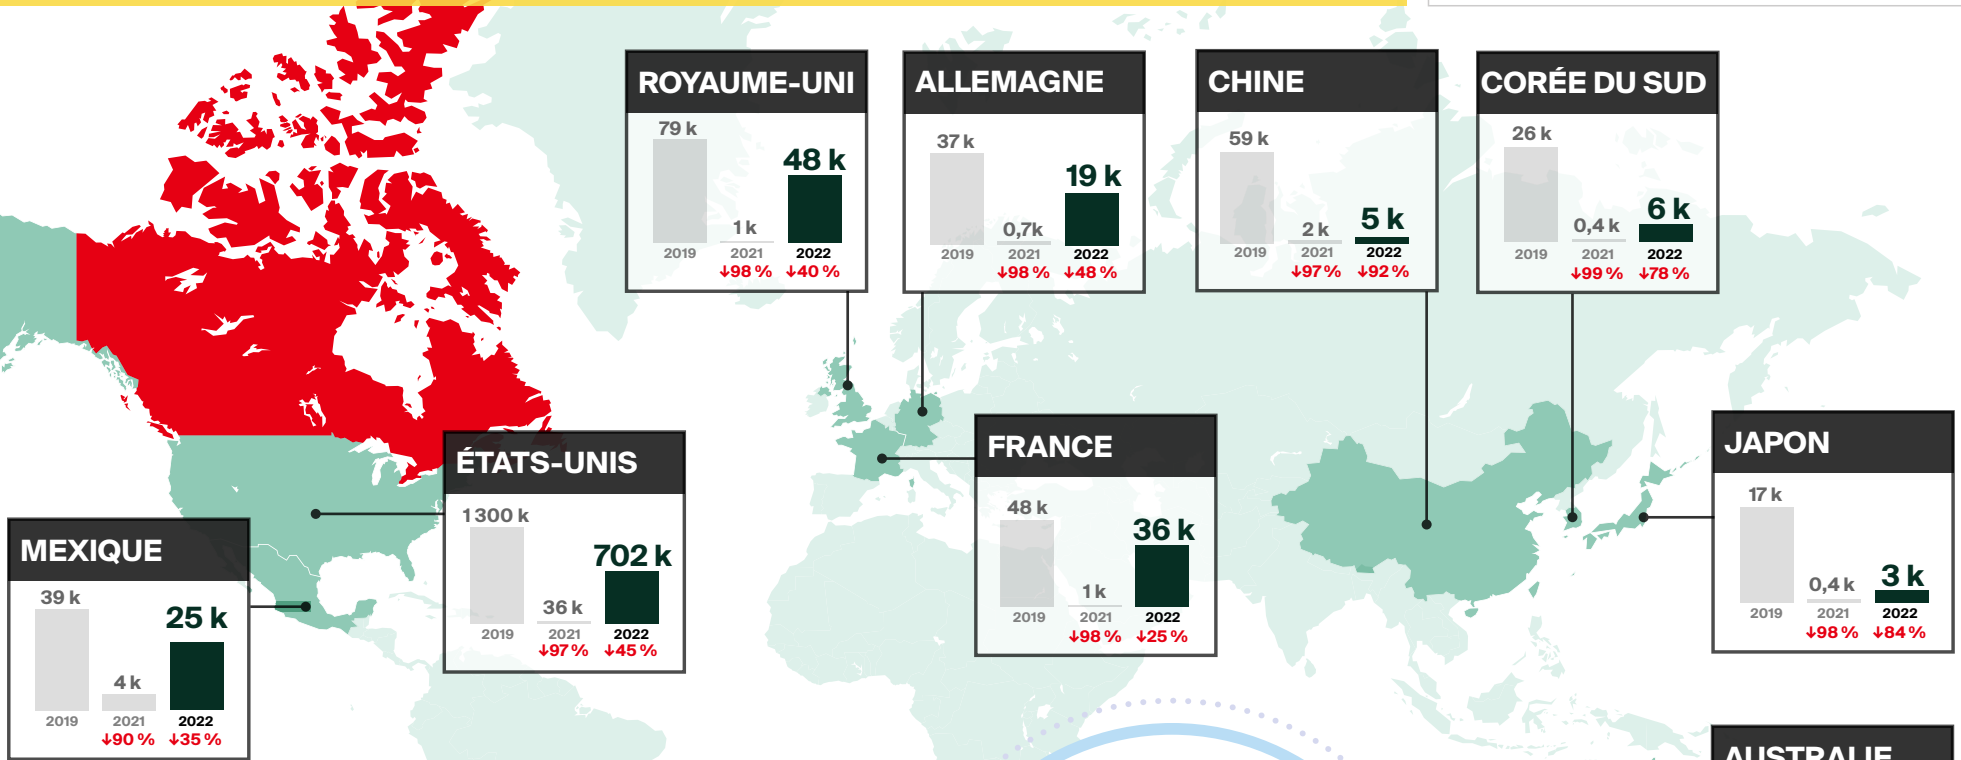 ROYAUME-UNI
79 k
1 k
48 k
2019
2021
2022
↓98 %
↓40 %
ALLEMAGNE
37 k
0,7k
19 k
2019
2021
2022
↓98 %
↓48 %
CHINE
59 k
2 k
5 k
2019
2021
2022
↓97 %
↓92 %
CORÉE DU SUD
26 k
0,4 k
6 k
2019
2021
2022
↓99 %
↓78 %
MEXIQUE
39 k
4 k
25 k
2019
2021
2022
↓90 %
↓35 %
ÉTATS-UNIS
1 300 k
36 k
702 k
2019
2021
2022
↓97 %
↓45 %
FRANCE
48 k
1 k
36 k
2019
2021
2022
↓98 %
↓25 %
JAPON
17 k
0,4 k
3 k
2019
2021
2022
↓98 %
↓84 %
AUSTRALIE